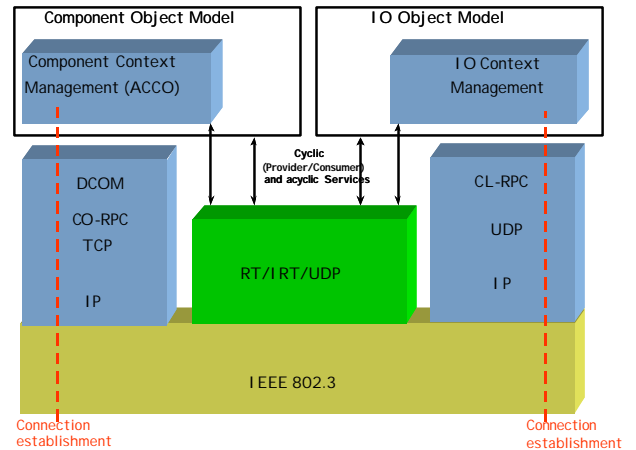 Component Object Model
IO Object Model
Component Context
Management (ACCO)
IO Context
Management
Cyclic
(Provider/Consumer)
and acyclic Services
DCOM
CO-RPC
TCP
IP
RT/IRT/UDP
CL-RPC
UDP
IP
IEEE 802.3
Connection
establishment
Connection
establishment